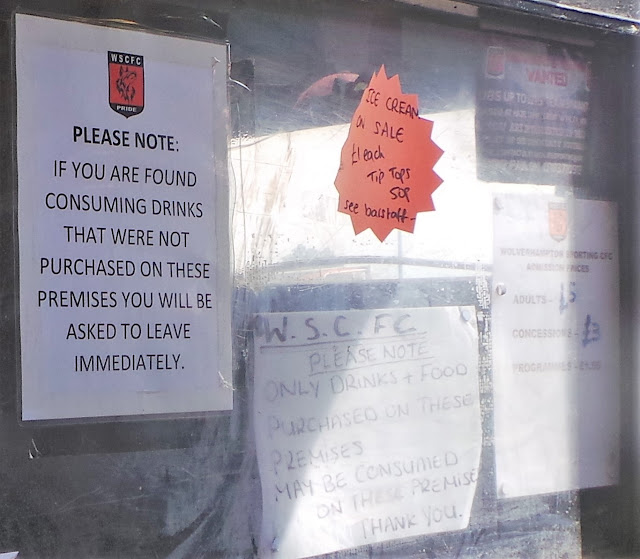 WSCFC
PRIDE
PLEASE NOTE:
IF YOU ARE FOUND
CONSUMING DRINKS
THAT WERE NOT
PURCHASED ON THESE
PREMISES YOU WILL BE
ASKED TO LEAVE
IMMEDIATELY.
ICE CREAM
on SALE
£1 each
TIP TOPS
50p
see barstaff
W.S.C.FC.
PLEASE NOTE
ONLY DRINKS + FOOD
PURCHASED ON THESE
PREMISES
MAY BE CONSUMED
ON THESE PREMISE
THANK YOU.
WANTED
WOLVERHAMPTON SPORTING CFC
ADMISSION PRICES
ADULTS- £5
CONCESSIONS - £3
PROGRAMMES -